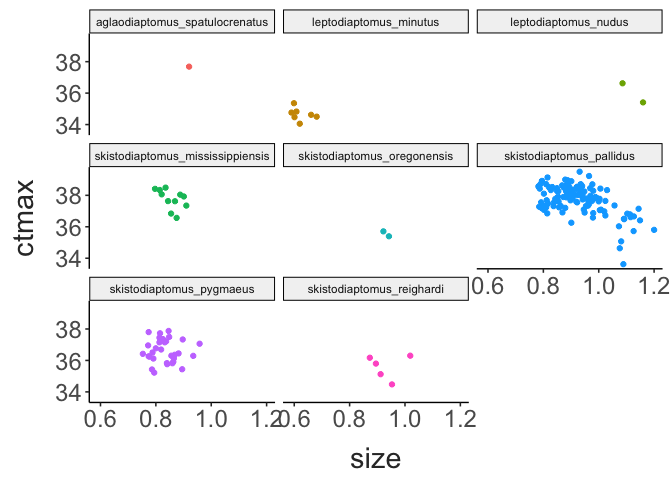 aglaodiaptomus_spatulocrenatus leptodiaptomus_minutus leptodiaptomus_nudus
38
36
34
skistodiaptomus_mississippiensis skistodiaptomus_oregonensis skistodiaptomus_pallidus
38
36
34
0.6 0.8 1.0 1.2
skistodiaptomus_pygmaeus skistodiaptomus_reighardi
38
36
34
0.6 0.8 1.0 1.2 0.6 0.8 1.0 1.2
ctmax
size